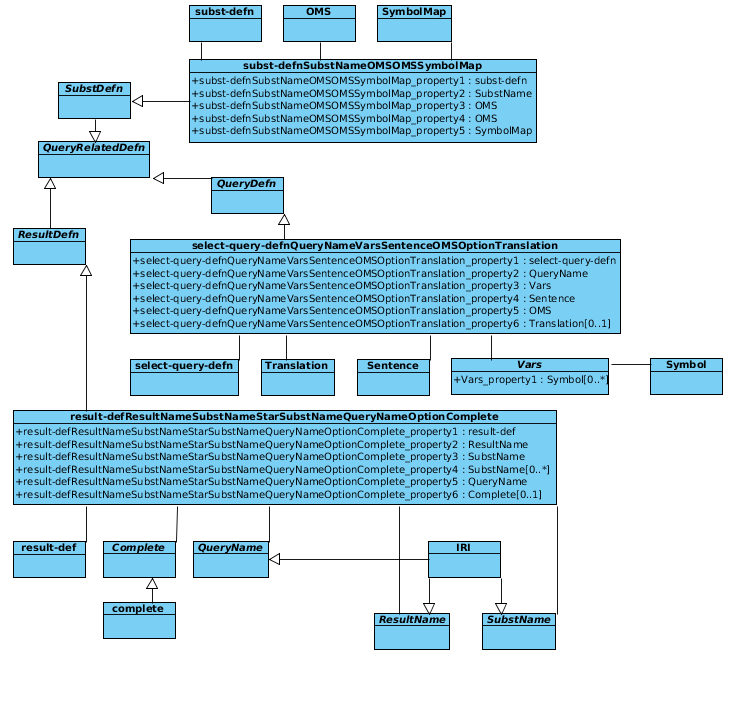 subst-defn
OMS
SymbolMap
subst-defnSubstNameOMSOMSSymbolMap
+subst-defnSubstNameOMSOMSSymbolMap_property1 : subst-defn
+subst-defnSubstNameOMSOMSSymbolMap_property2 : SubstName
+subst-defnSubstNameOMSOMSSymbolMap_property3 : OMS
+subst-defnSubstNameOMSOMSSymbolMap_property4 : OMS
+subst-defnSubstNameOMSOMSSymbolMap_property5 : SymbolMap
SubstDefn
QueryRelatedDefn
QueryDefn
ResultDefn
select-query-defnQueryNameVarsSentenceOMSOptionTranslation
+select-query-defnQueryNameVarsSentenceOMSOptionTranslation_property1 : select-query-defn
+select-query-defnQueryNameVarsSentenceOMSOptionTranslation_property2 : QueryName
+select-query-defnQueryNameVarsSentenceOMSOptionTranslation_property3 : Vars
+select-query-defnQueryNameVarsSentenceOMSOptionTranslation_property4 : Sentence
+select-query-defnQueryNameVarsSentenceOMSOptionTranslation_property5 : OMS
+select-query-defnQueryNameVarsSentenceOMSOptionTranslation_property6 : Translation[0..1]
select-query-defn
Translation
Sentence
Vars
+Vars_property1 : Symbol[0..*]
Symbol
result-defResultNameSubstNameStarSubstNameQueryNameOptionComplete
+result-defResultNameSubstNameStarSubstNameQueryNameOptionComplete_property1 : result-def
+result-defResultNameSubstNameStarSubstNameQueryNameOptionComplete_property2 : ResultName
+result-defResultNameSubstNameStarSubstNameQueryNameOptionComplete_property3 : SubstName
+result-defResultNameSubstNameStarSubstNameQueryNameOptionComplete_property4 : SubstName[0..*]
+result-defResultNameSubstNameStarSubstNameQueryNameOptionComplete_property5 : QueryName
+result-defResultNameSubstNameStarSubstNameQueryNameOptionComplete_property6 : Complete[0..1]
result-def
Complete
QueryName
IRI
complete
ResultName
SubstName